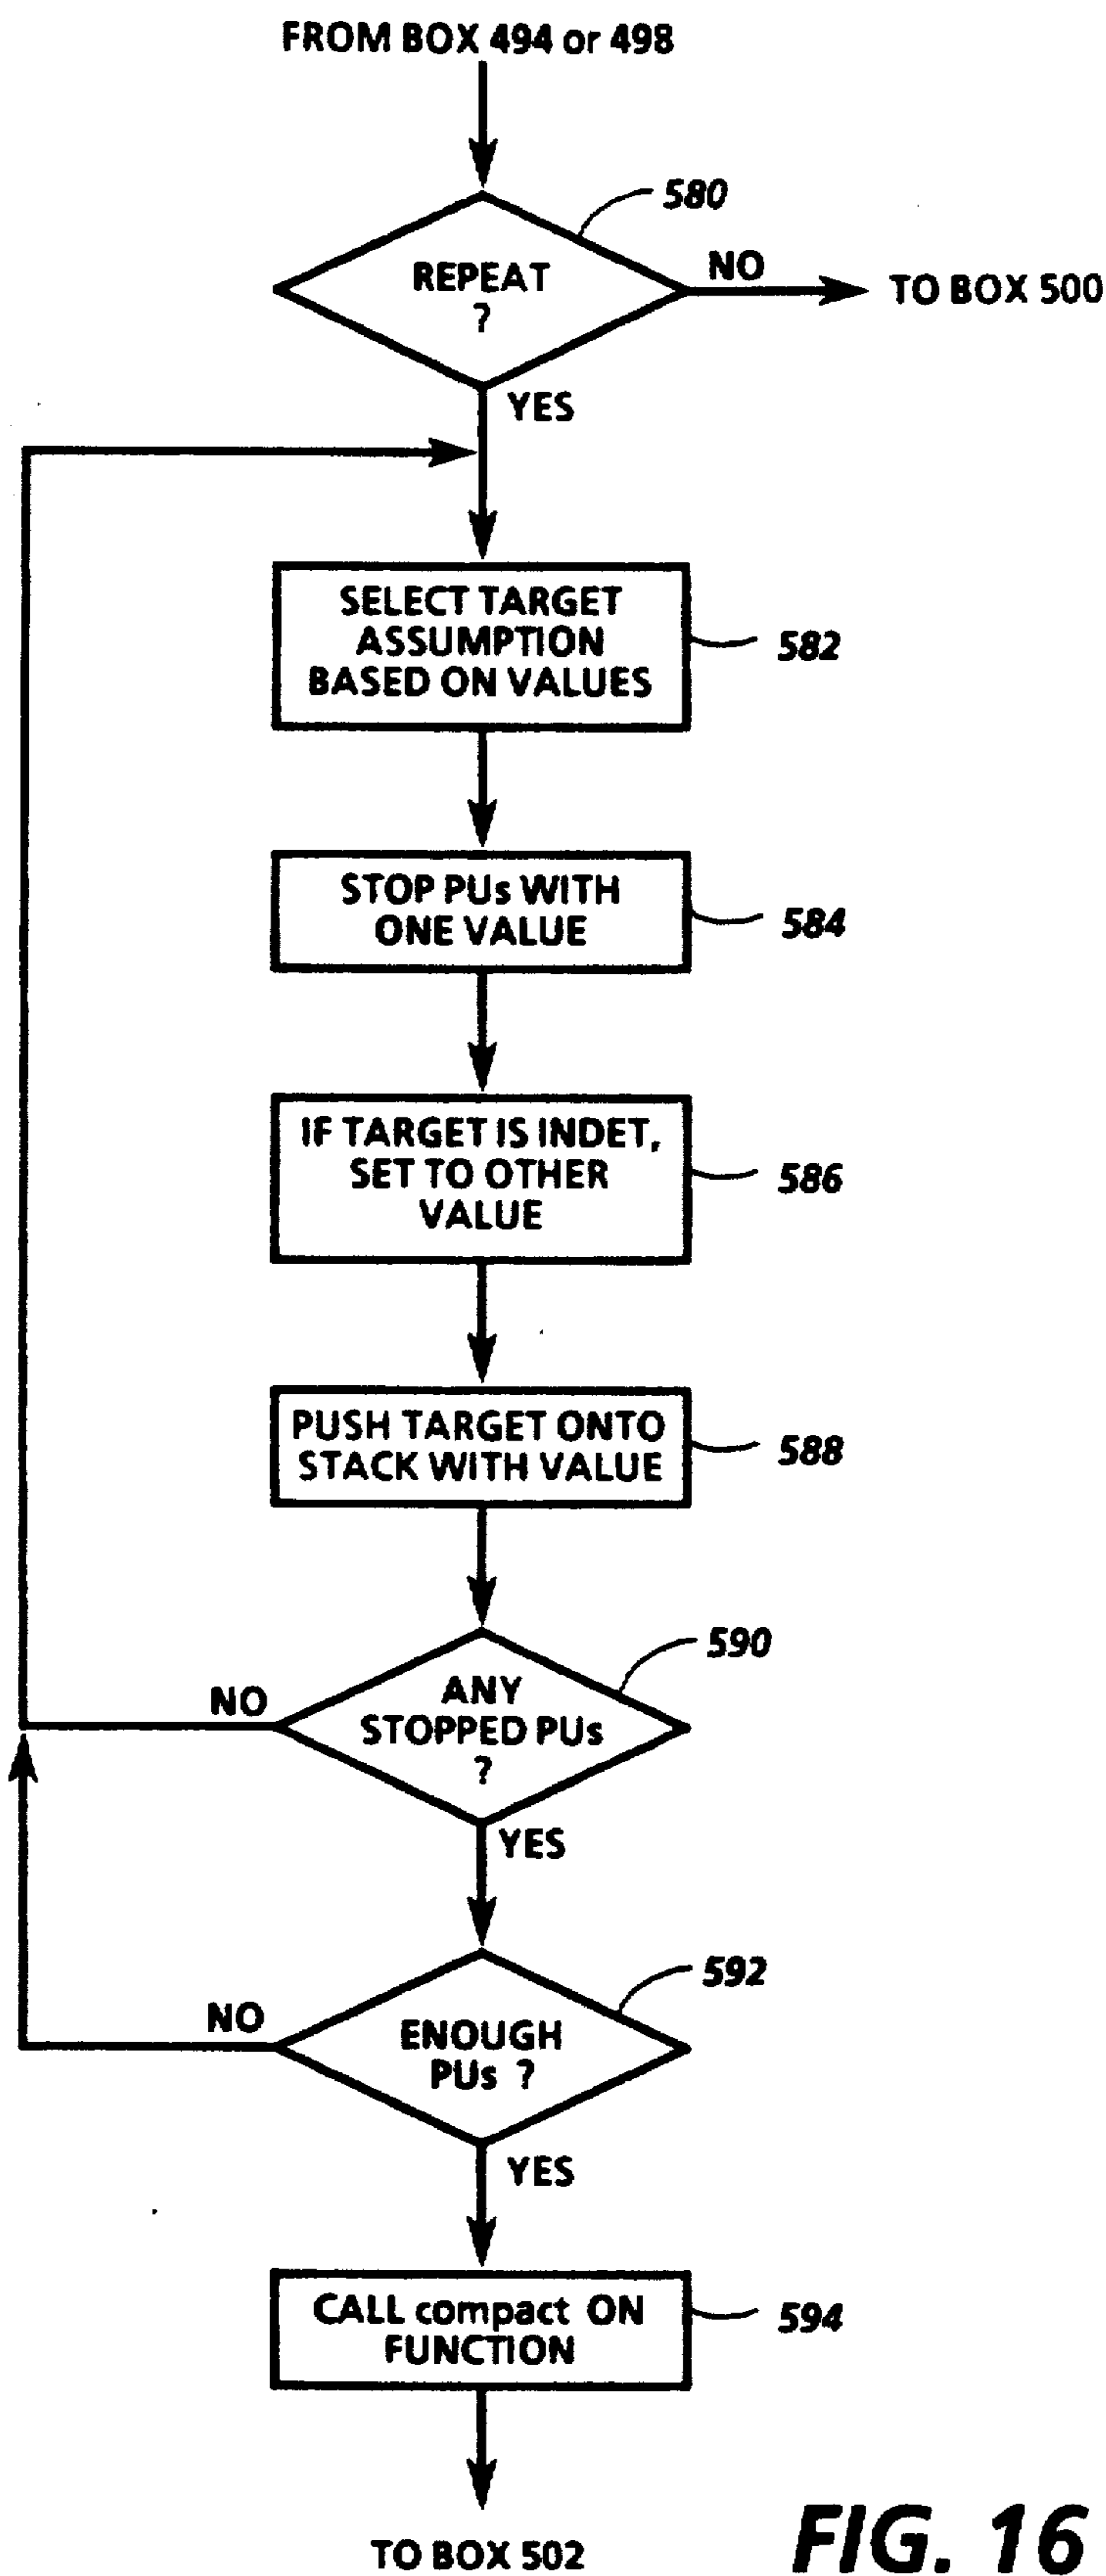 FROM BOX 494 or 498
580
REPEAT
?
NO
TO BOX 500
YES
SELECT TARGET
ASSUMPTION
BASED ON VALUES
582
STOP PUs WITH
ONE VALUE
584
IF TARGET IS INDET,
SET TO OTHER
VALUE
586
PUSH TARGET ONTO
STACK WITH VALUE
588
590
ANY
STOPPED PUs
?
NO
YES
592
ENOUGH
PUs ?
NO
YES
CALL compact ON
FUNCTION
594
TO BOX 502
FIG. 16